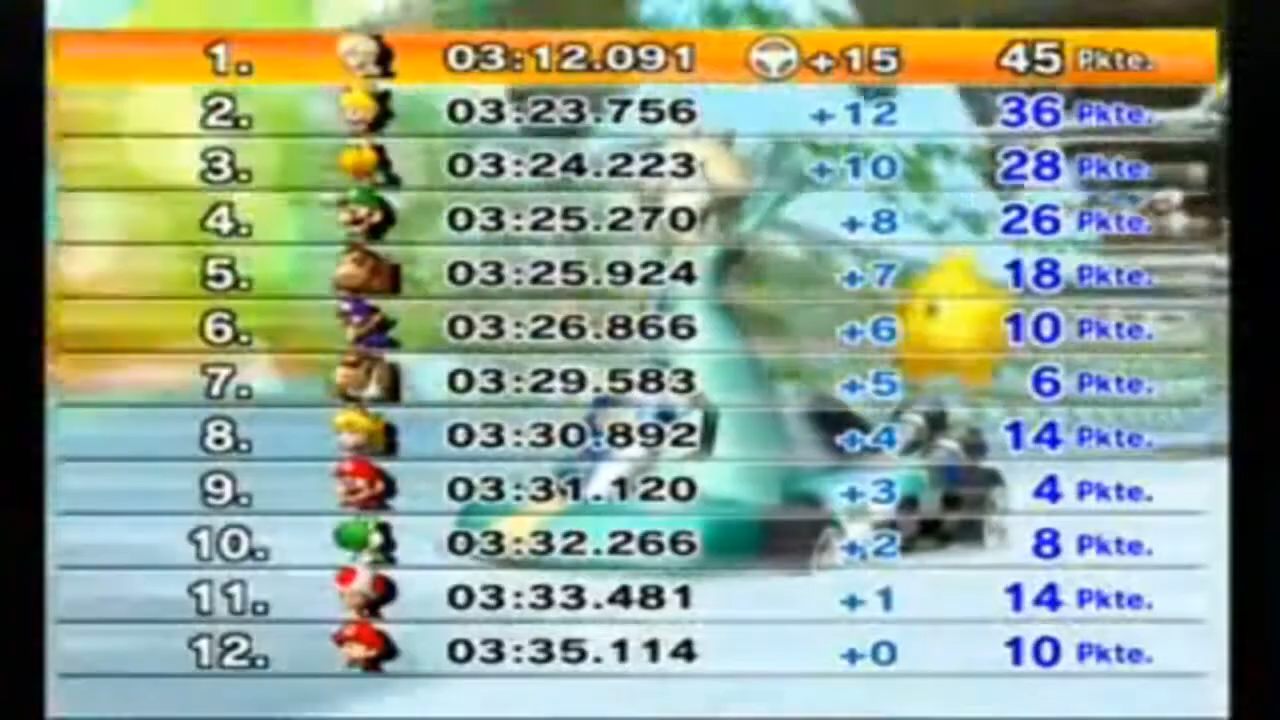 1. 03:12.091 +15 45 Pkte.
2. 03:23.756 +12 36 Pkte.
3. 03:24.223 +10 28 Pkte.
4. 03:25.270 +8 26 Pkte.
5. 03:25.924 +7 18 Pkte.
6. 03:26.866 +6 10 Pkte.
7. 03:29.583 +5 6 Pkte.
8. 03:30.892 +4 14 Pkte.
9. 03:31.120 +3 4 Pkte.
10. 03:32.266 +2 8 Pkte.
11. 03:33.481 +1 14 Pkte.
12. 03:35.114 +0 10 Pkte.